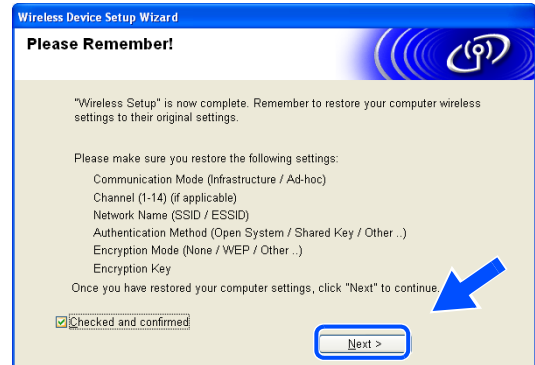 Wireless Device Setup Wizard
Please Remember!
"Wireless Setup" is now complete. Remember to restore your computer wireless
settings to their original settings.
Please make sure you restore the following settings:
Communication Mode (Infrastructure / Ad-hoc)
Channel (1-14) (if applicable)
Network Name (SSID / ESSID)
Authentication Method (Open System / Shared Key / Other ..)
Encryption Mode (None / WEP / Other ..)
Encryption Key
Once you have restored your computer settings, click "Next" to continue.
Checked and confirmed
Next >